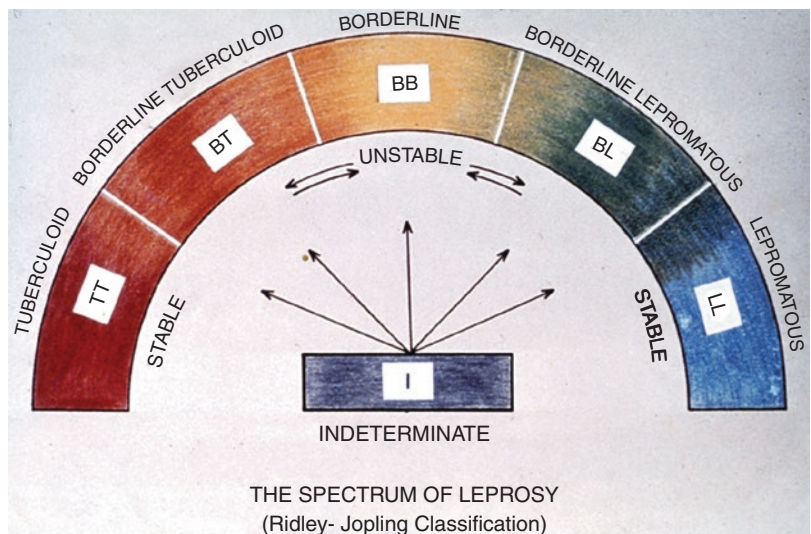 BORDERLINE
BORDERLINE TUBERCULOID
BORDERLINE LEPROMATOUS
BB
BT
BL
UNSTABLE
TUBERCULOID
LEPROMATOUS
TT
STABLE
STABLE
LL
I
INDETERMINATE
THE SPECTRUM OF LEPROSY
(Ridley- Jopling Classification)